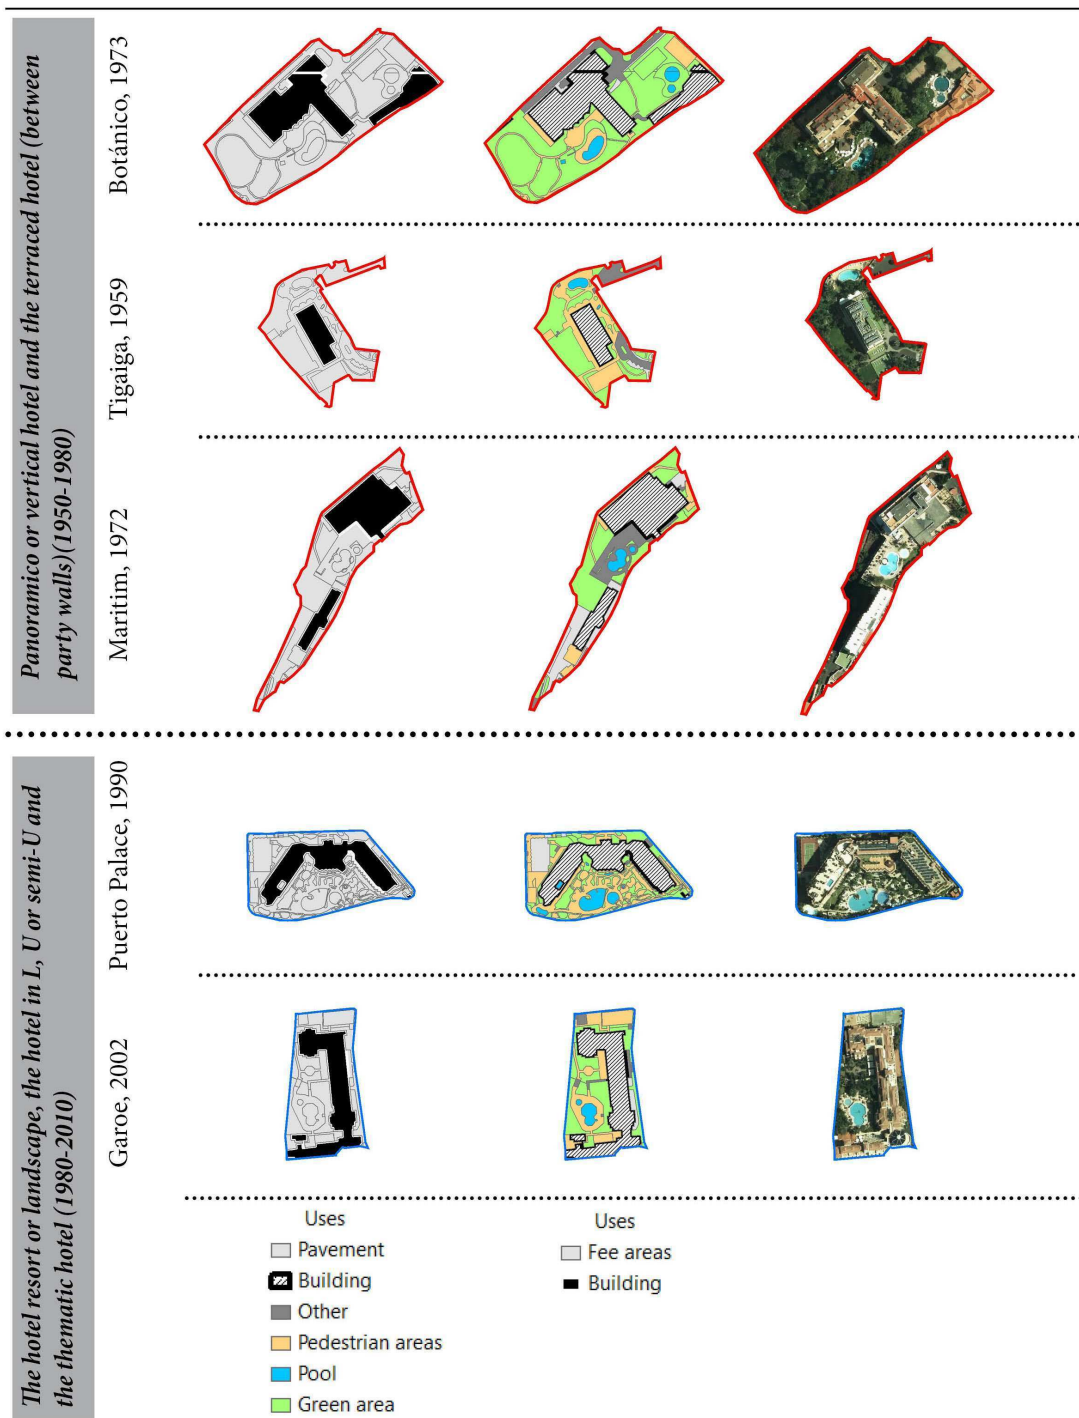 Panoramico or vertical hotel and the terraced hotel (between
party walls)(1950-1980)
Botánico, 1973
Tigaiga, 1959
Maritim, 1972
The hotel resort or landscape, the hotel in L, U or semi-U and
the thematic hotel (1980-2010)
Puerto Palace, 1990
Garoe, 2002
Uses
Pavement
Building
Other
Pedestrian areas
Pool
Green area
Uses
Fee areas
Building